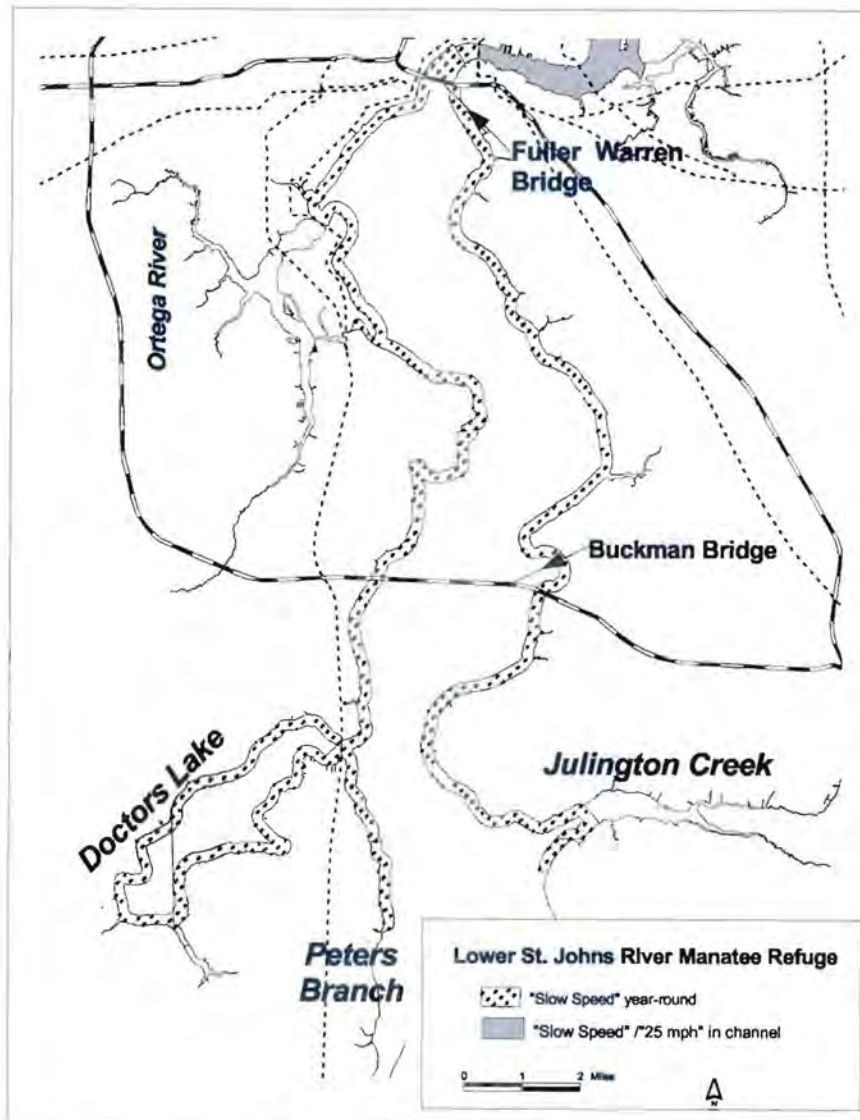 Fuller Warren
Bridge
Ortega River
Buckman Bridge
Doctors Lake
Julington Creek
Peters
Branch
Lower St. Johns River Manatee Refuge
"Slow Speed" year-round
"Slow Speed" /"25 mph" in channel
0 1 2 Miles
N